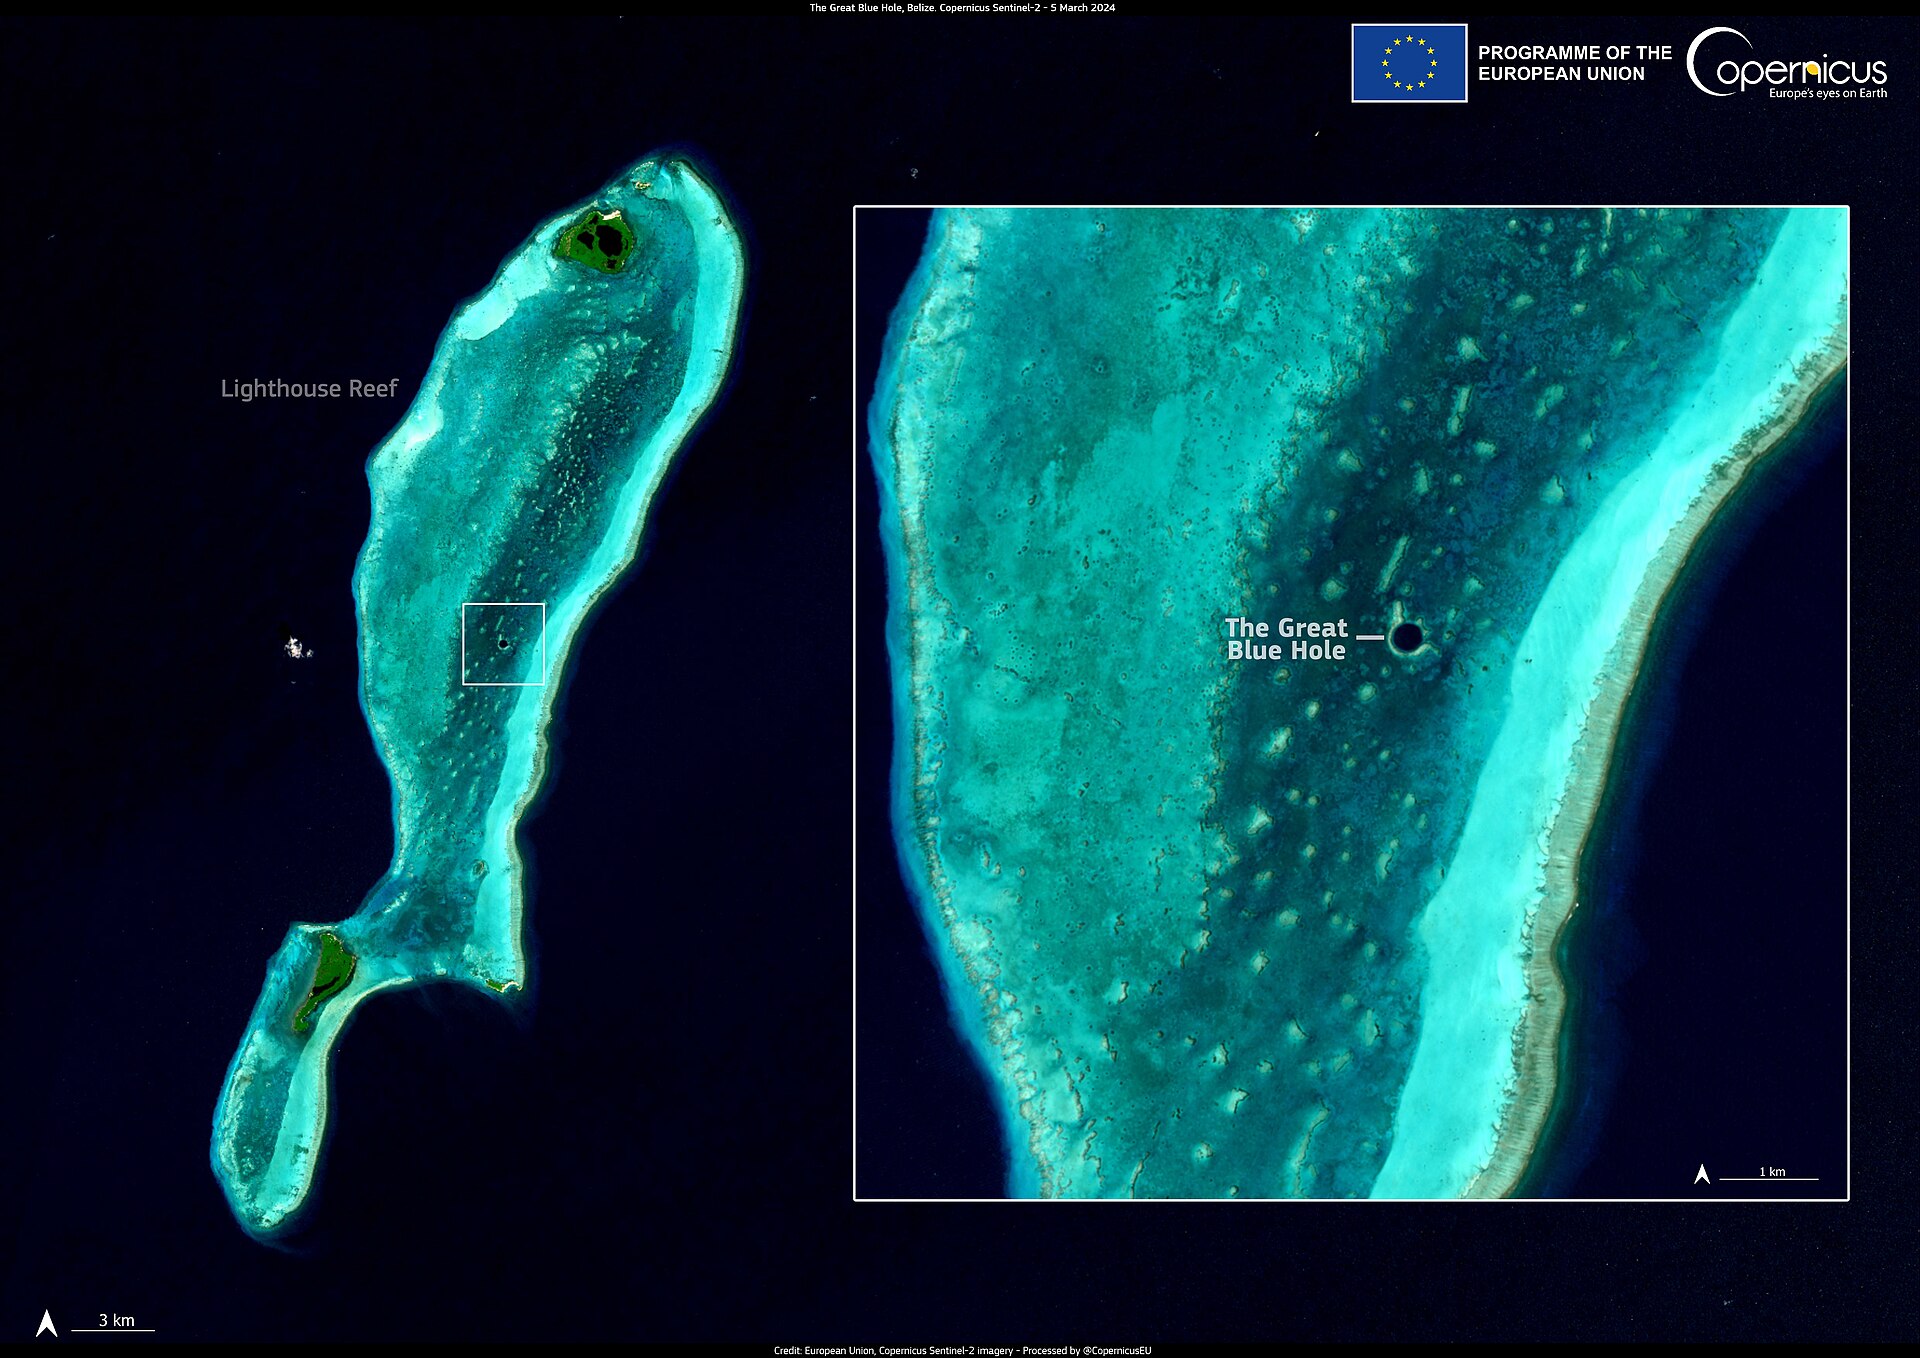 The Great Blue Hole, Belize. Copernicus Sentinel-2 - 5 March 2024
PROGRAMME OF THE
EUROPEAN UNION
Copernicus
Europe's eyes on Earth
Lighthouse Reef
The Great
Blue Hole
1 km
3 km
Credit: European Union, Copernicus Sentinel-2 imagery - Processed by @CopernicusEU